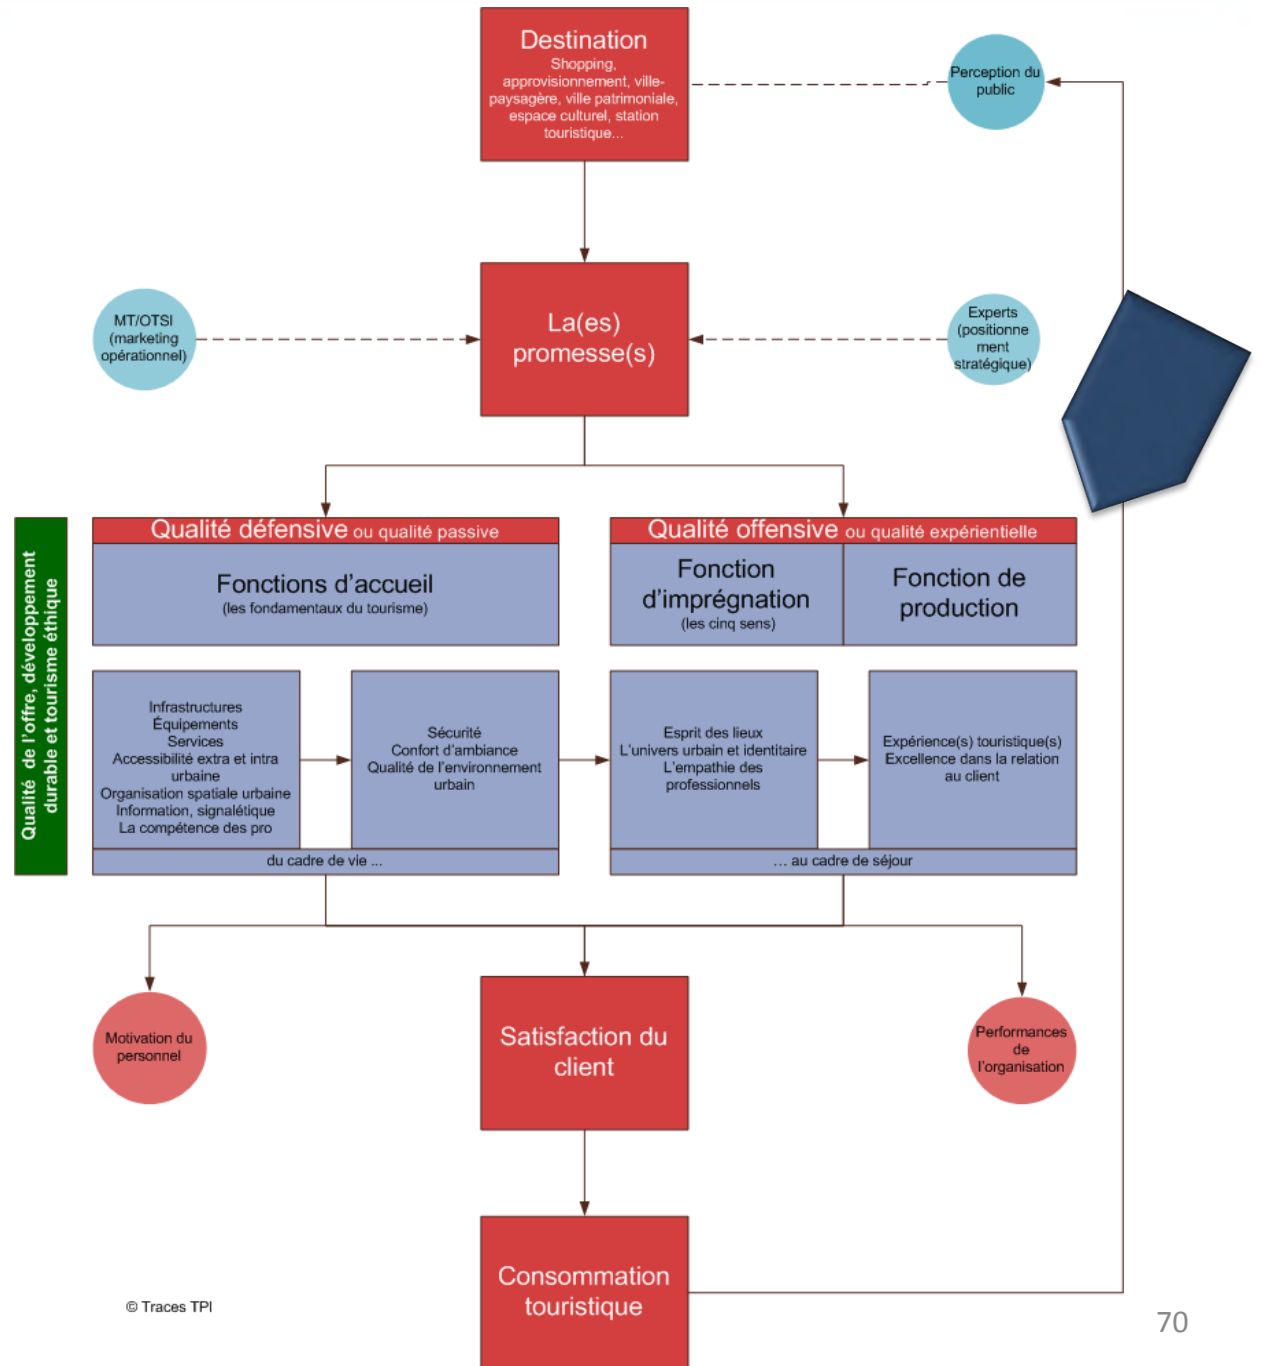 Destination
Shopping,
approvisionnement, ville-
paysagère, ville patrimoniale,
espace culturel, station
touristique...
Perception du
public
MT/OTSI
(marketing
opérationnel)
La(es)
promesse(s)
Experts
(positionne
ment
stratégique)
Qualité de l'offre, développement
durable et tourisme éthique
Qualité défensive ou qualité passive
Fonctions d'accueil
(les fondamentaux du tourisme)
Qualité offensive ou qualité expérientielle
Fonction
d'imprégnation
(les cinq sens)
Fonction de
production
Infrastructures
Équipements
Services
Accessibilité extra et intra
urbaine
Organisation spatiale urbaine
Information, signalétique
La compétence des pro
Sécurité
Confort d'ambiance
Qualité de l'environnement
urbain
du cadre de vie ...
Esprit des lieux
L'univers urbain et identitaire
L'empathie des
professionnels
Expérience(s) touristique(s)
Excellence dans la relation
au client
... au cadre de séjour
Motivation du
personnel
Satisfaction du
client
Performances
de
l'organisation
Consommation
touristique
© Traces TPI
70